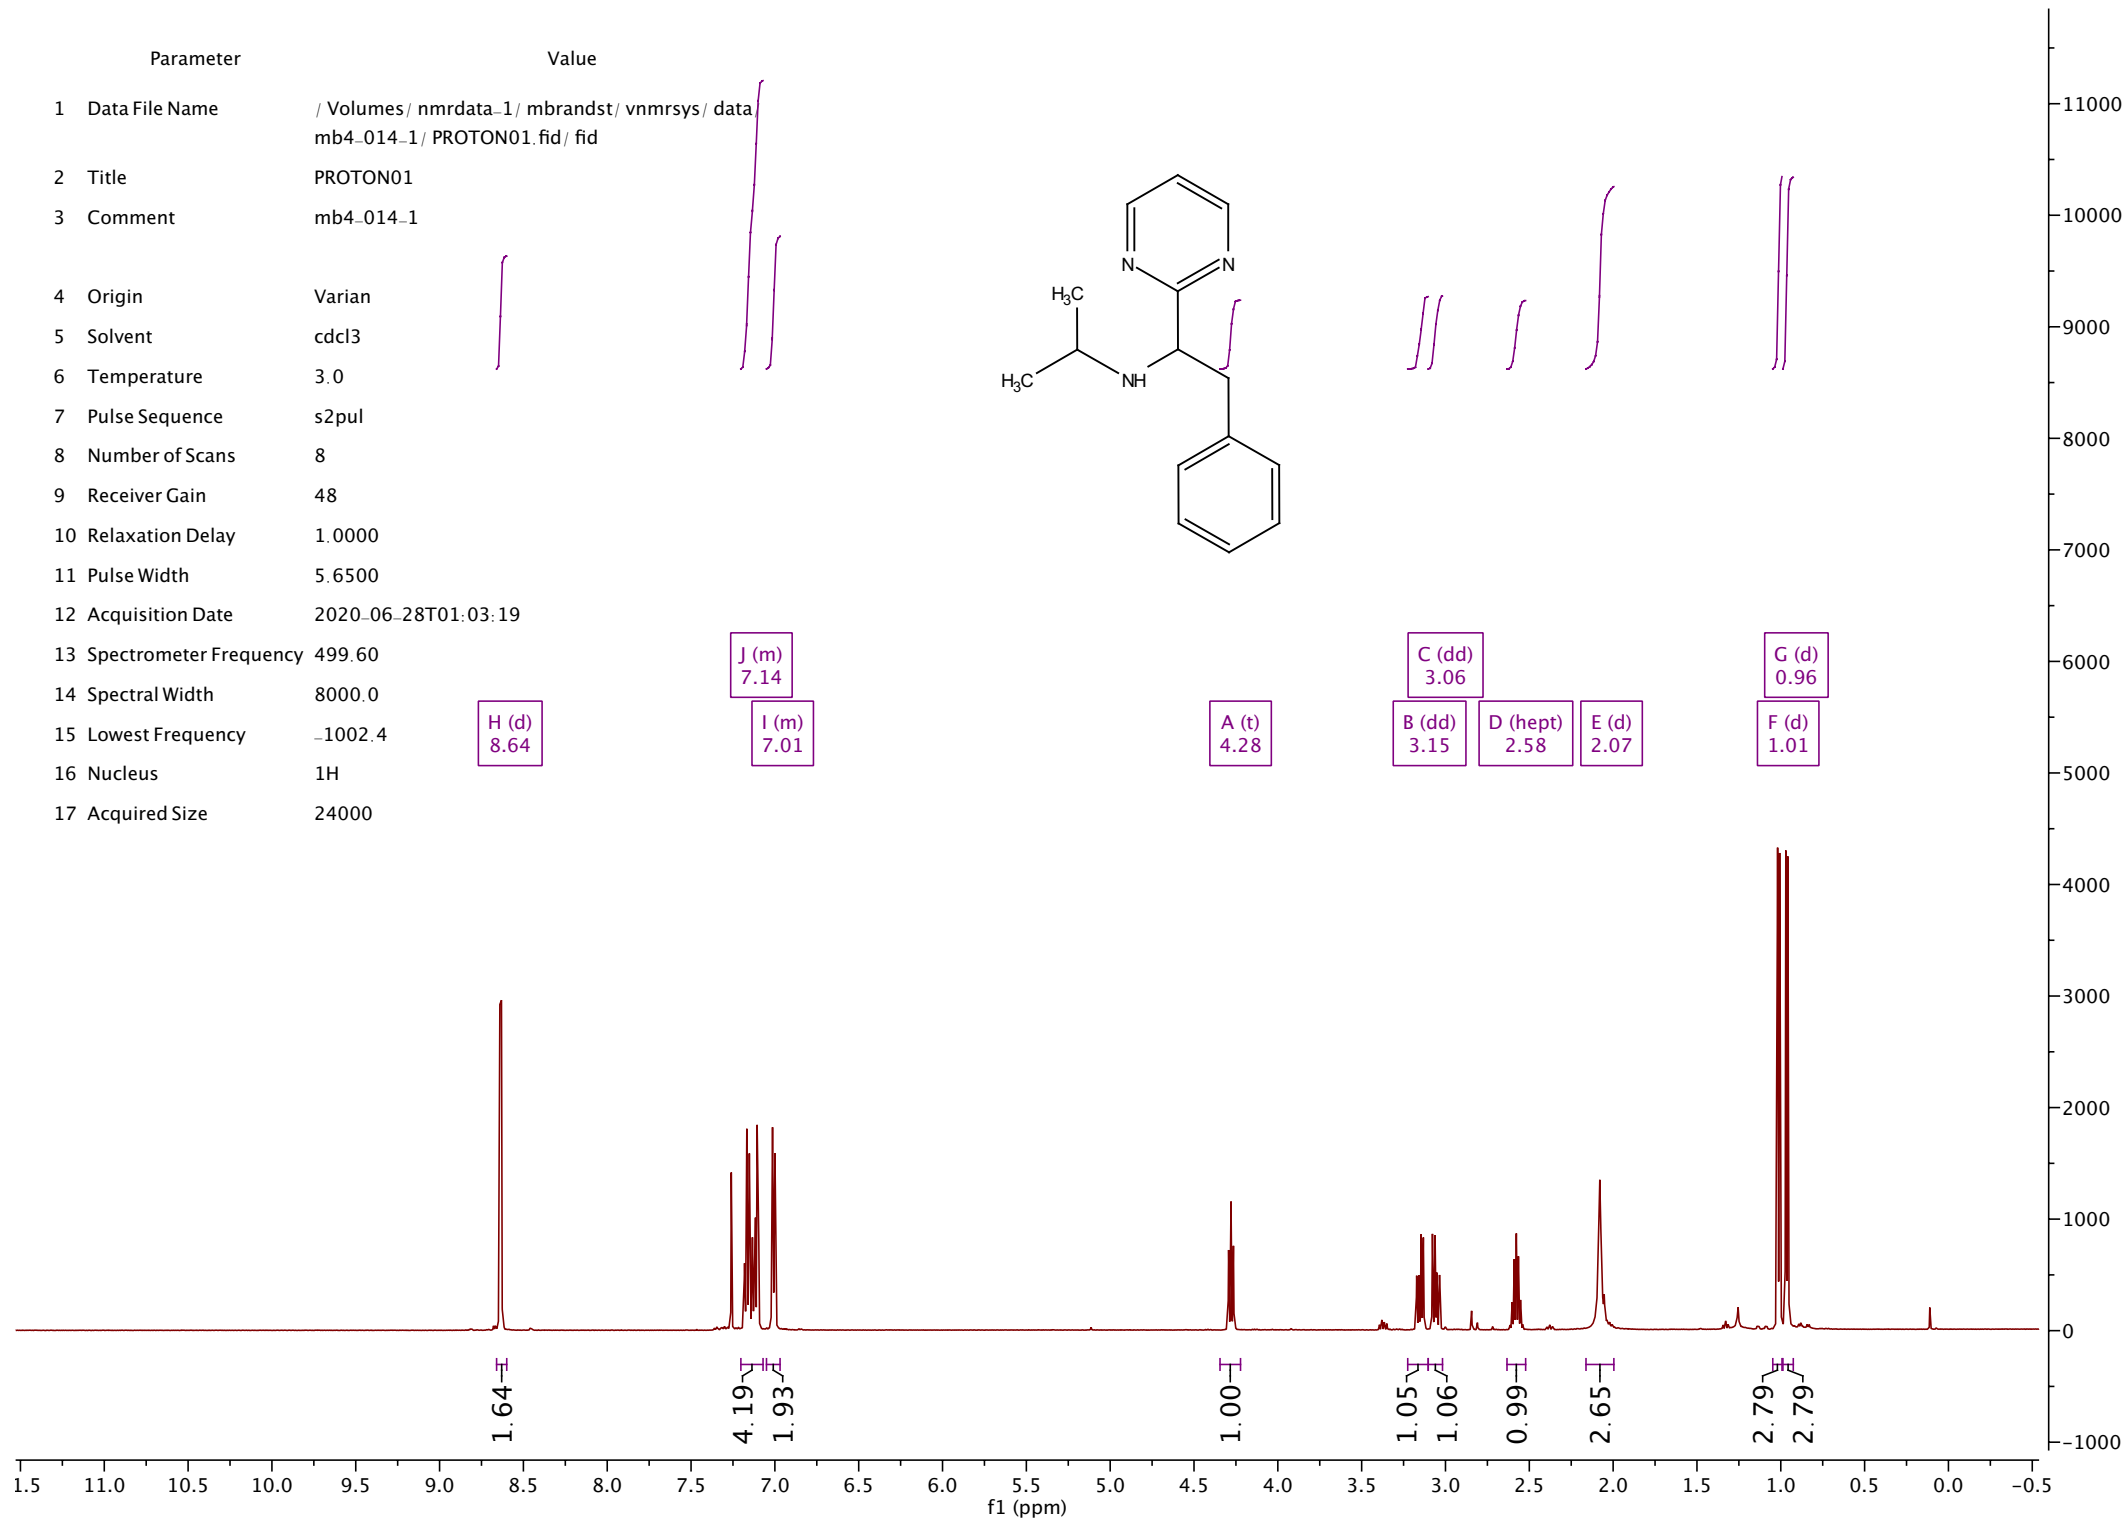 Parameter Value
1 Data File Name / Volumes/ nmrdata_1/ mbrandst/ vnmrsys/ data/
mb4_014_1/ PROTON01.fid/ fid
2 Title PROTON01
3 Comment mb4_014_1
4 Origin Varian
5 Solvent cdcl3
6 Temperature 3.0
7 Pulse Sequence s2pul
8 Number of Scans 8
9 Receiver Gain 48
10 Relaxation Delay 1.0000
11 Pulse Width 5.6500
12 Acquisition Date 2020_06_28T01:03:19
13 Spectrometer Frequency 499.60
14 Spectral Width 8000.0
15 Lowest Frequency _1002.4
16 Nucleus 1H
17 Acquired Size 24000
N N
H3C
H3C NH
J (m)
7.14
C (dd)
3.06
G (d)
0.96
H (d)
8.64
I (m)
7.01
A (t)
4.28
B (dd)
3.15
D (hept)
2.58
E (d)
2.07
F (d)
1.01
11000
10000
9000
8000
7000
6000
5000
4000
3000
2000
1000
0
-1000
1.64 4.19 1.93 1.00 1.05 1.06 0.99 2.65 2.79 2.79
1.5 11.0 10.5 10.0 9.5 9.0 8.5 8.0 7.5 7.0 6.5 6.0 5.5 5.0 4.5 4.0 3.5 3.0 2.5 2.0 1.5 1.0 0.5 0.0 -0.5
f1 (ppm)